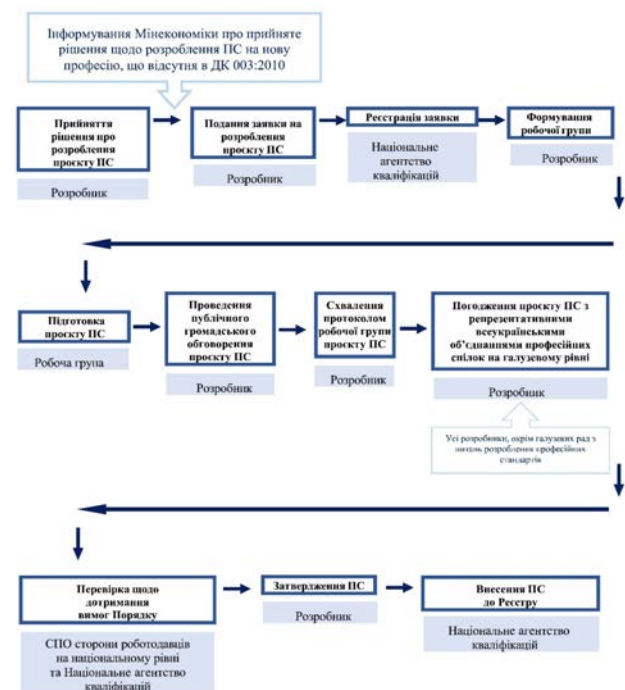 Інформування Мінекономіки про прийняте
рішення щодо розроблення ПС на нову
професію, що відсутня в ДК 003:2010
Прийняття
рішення про
розроблення
проєкту ПС
Розробник
Подання заявки на
розроблення
проєкту ПС
Розробник
Реєстрація заявки
Національне
агентство
кваліфікацій
Формування
робочої групи
Розробник
Підготовка
проєкту ПС
Робоча група
Проведення
публічного
громадського
обговорення
проєкту ПС
Розробник
Схвалення
протоколом
робочої групи
проєкту ПС
Розробник
Погодження проєкту ПС з
репрезентативними
всеукраїнськими
об’єднаннями професійних
спілок на галузевому рівні
Розробник
Усі розробники, окрім галузевих рад з
питань розроблення професійних
стандартів
Перевірка щодо
дотримання
вимог Порядку
СПО сторони роботодавців
на національному рівні
та Національне агентство
кваліфікацій
Затвердження ПС
Розробник
Внесення ПС
до Реєстру
Національне агентство
кваліфікацій